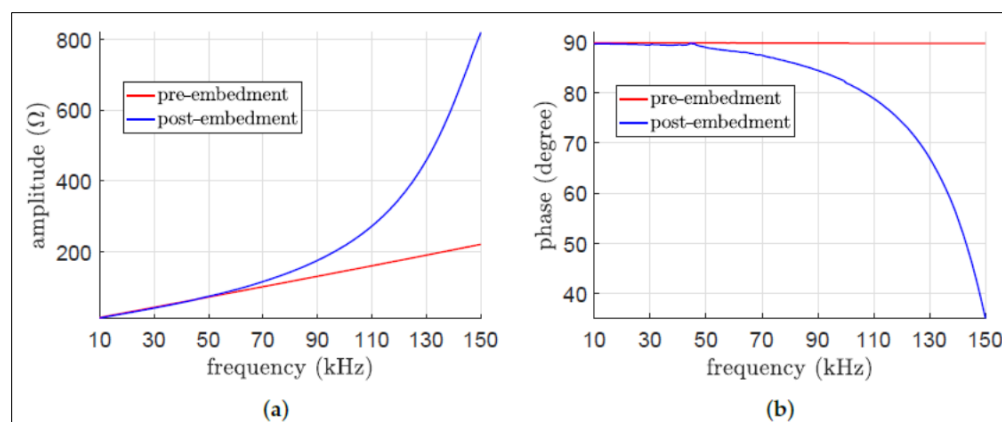 800
600
400
200
amplitude (Ω)
pre-embedment
post-embedment
10 30 50 70 90 110 130 150
frequency (kHz)
(a)
90
80
70
60
50
40
phase (degree)
pre-embedment
post-embedment
10 30 50 70 90 110 130 150
frequency (kHz)
(b)